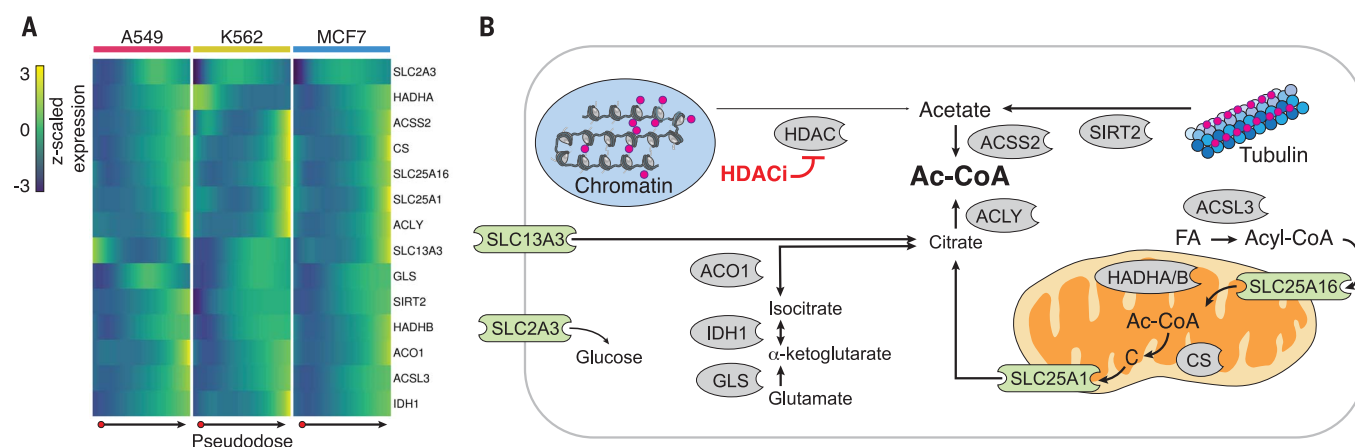 A
A549 K562 MCF7
3
0
-3
z-scaled
expression
SLC2A3
HADHA
ACSS2
CS
SLC25A16
SLC25A1
ACLY
SLC13A3
GLS
SIRT2
HADHB
ACO1
ACSL3
IDH1
Pseudodose
B
Chromatin
HDAC
HDACi
Acetate
ACSS2
SIRT2
Tubulin
Ac-CoA
ACLY
Citrate
SLC13A3
ACO1
Isocitrate
IDH1
α-ketoglutarate
GLS
Glutamate
SLC2A3
Glucose
ACSL3
FA
Acyl-CoA
HADHA/B
SLC25A16
Ac-CoA
C
CS
SLC25A1